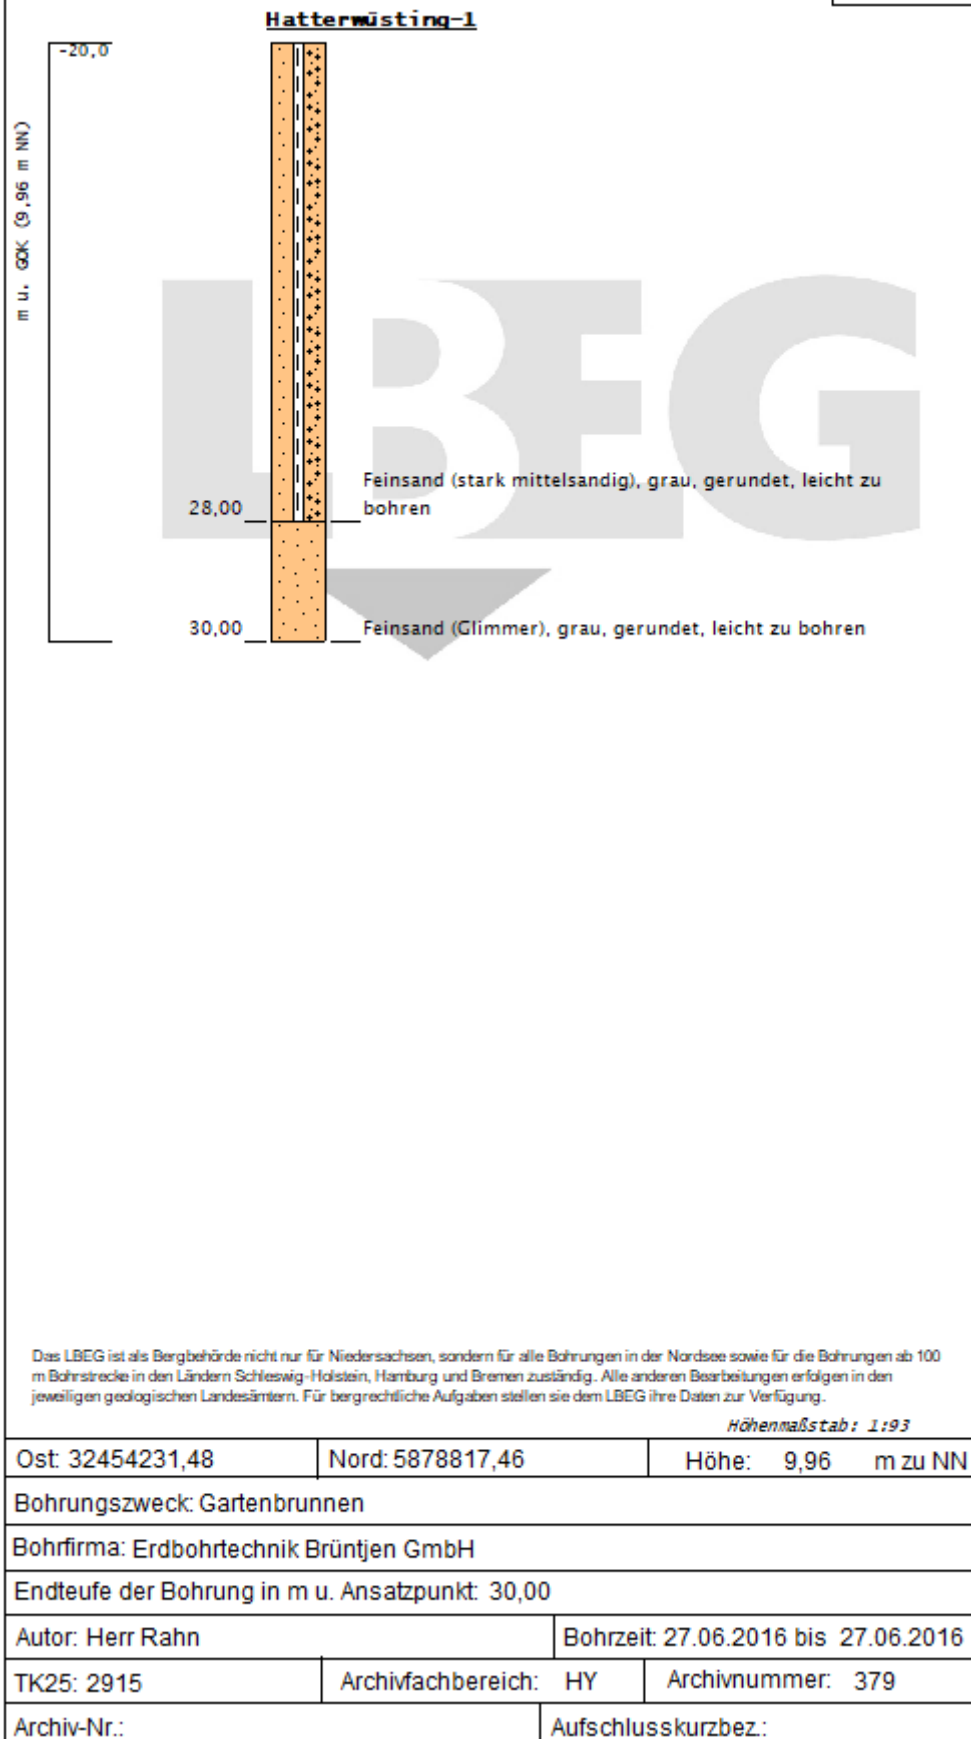 Hatterwüsting-1
-20,0
m u. GOK (9,96 m NN)
LBEG
Feinsand (stark mittelsandig), grau, gerundet, leicht zu
28,00 bohren
30,00 Feinsand (Glimmer), grau, gerundet, leicht zu bohren
Das LBEG ist als Bergbehörde nicht nur für Niedersachsen, sondern für alle Bohrungen in der Nordsee sowie für die Bohrungen ab 100
m Bohrstrecke in den Ländern Schleswig-Holstein, Hamburg und Bremen zuständig. Alle anderen Bearbeitungen erfolgen in den
jeweiligen geologischen Landesämtern. Für bergrechtliche Aufgaben stellen sie dem LBEG ihre Daten zur Verfügung.
Höhenmaßstab: 1:93
Ost: 32454231,48 Nord: 5878817,46 Höhe: 9,96 m zu NN
Bohrungszweck: Gartenbrunnen
Bohrfirma: Erdbohrtechnik Brüntjen GmbH
Endteufe der Bohrung in m u. Ansatzpunkt: 30,00
Autor: Herr Rahn Bohrzeit: 27.06.2016 bis 27.06.2016
TK25: 2915 Archivfachbereich: HY Archivnummer: 379
Archiv-Nr.: Aufschlusskurzbez.: